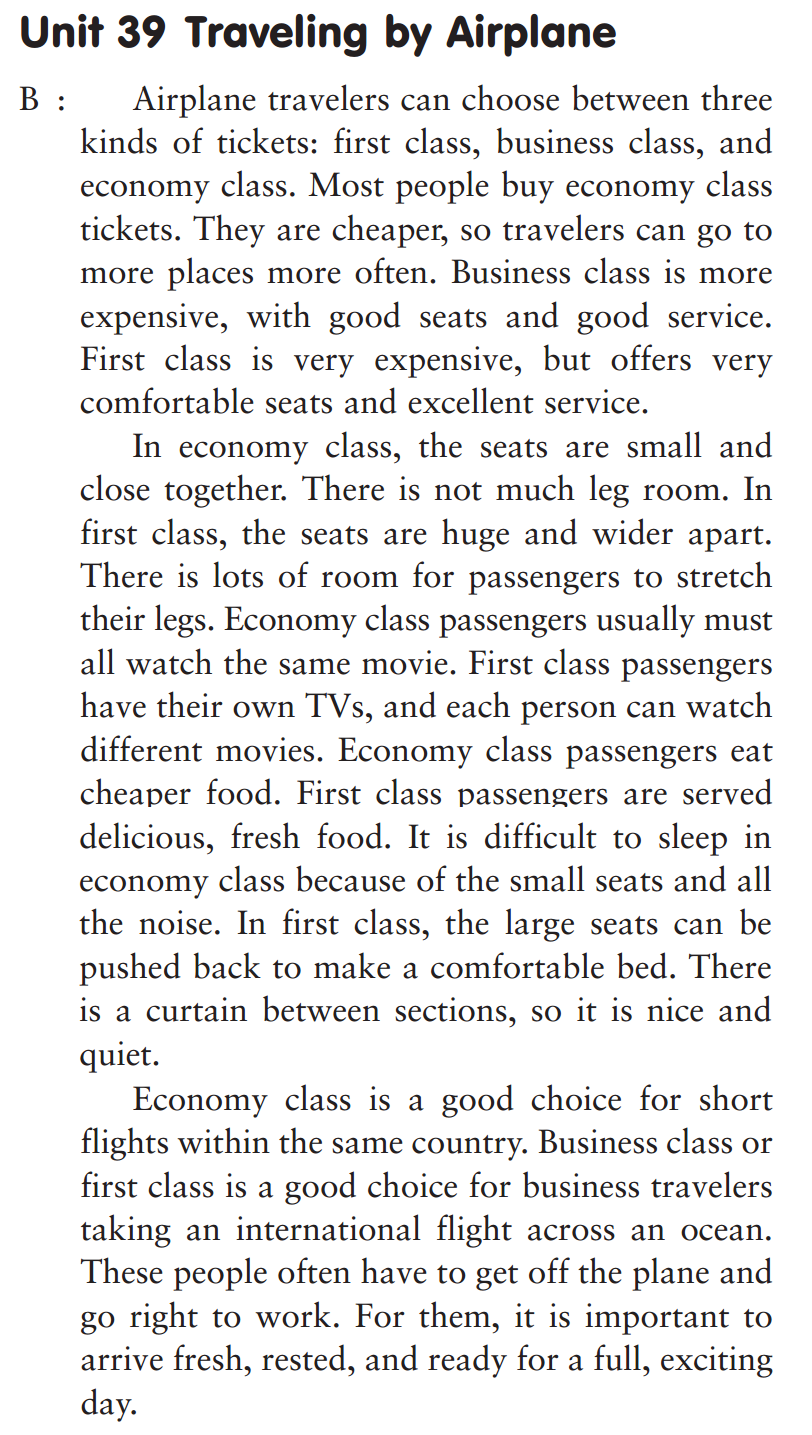 Unit 39 Traveling by Airplane
B : Airplane travelers can choose between three
kinds of tickets: first class, business class, and
economy class. Most people buy economy class
tickets. They are cheaper, so travelers can go to
more places more often. Business class is more
expensive, with good seats and good service.
First class is very expensive, but offers very
comfortable seats and excellent service.
In economy class, the seats are small and
close together. There is not much leg room. In
first class, the seats are huge and wider apart.
There is lots of room for passengers to stretch
their legs. Economy class passengers usually must
all watch the same movie. First class passengers
have their own TVs, and each person can watch
different movies. Economy class passengers eat
cheaper food. First class passengers are served
delicious, fresh food. It is difficult to sleep in
economy class because of the small seats and all
the noise. In first class, the large seats can be
pushed back to make a comfortable bed. There
is a curtain between sections, so it is nice and
quiet.
Economy class is a good choice for short
flights within the same country. Business class or
first class is a good choice for business travelers
taking an international flight across an ocean.
These people often have to get off the plane and
go right to work. For them, it is important to
arrive fresh, rested, and ready for a full, exciting
day.